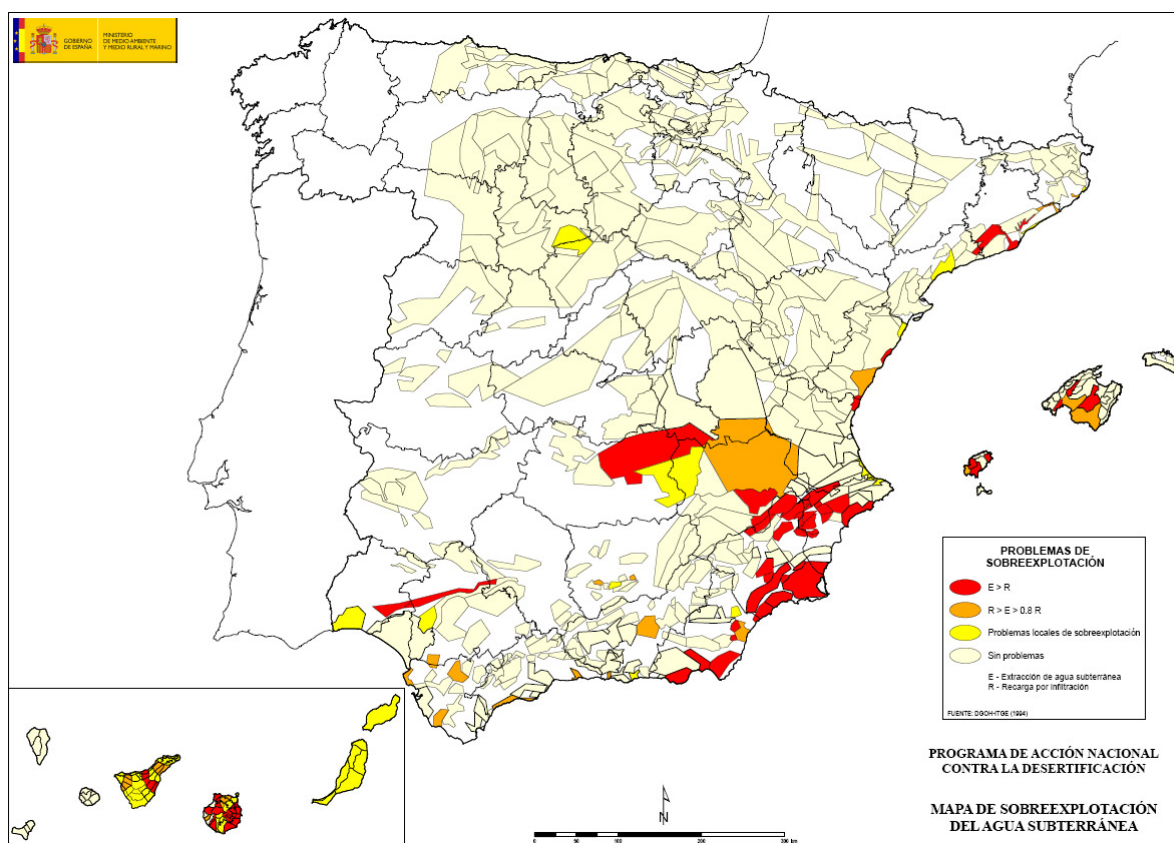 GOBIERNO
DE ESPAÑA
MINISTERIO
DE MEDIO AMBIENTE
Y MEDIO RURAL Y MARINO
PROBLEMAS DE
SOBREEXPLOTACIÓN
E > R
R > E > 0.8 R
Problemas locales de sobreexplotación
Sin problemas
E - Extracción de agua subterránea
R - Recarga por infiltración
FUENTE: DGOH-ITGE (1994)
PROGRAMA DE ACCIÓN NACIONAL
CONTRA LA DESERTIFICACIÓN
MAPA DE SOBREEXPLOTACIÓN
DEL AGUA SUBTERRÁNEA
N
0 50 100 200 300 km